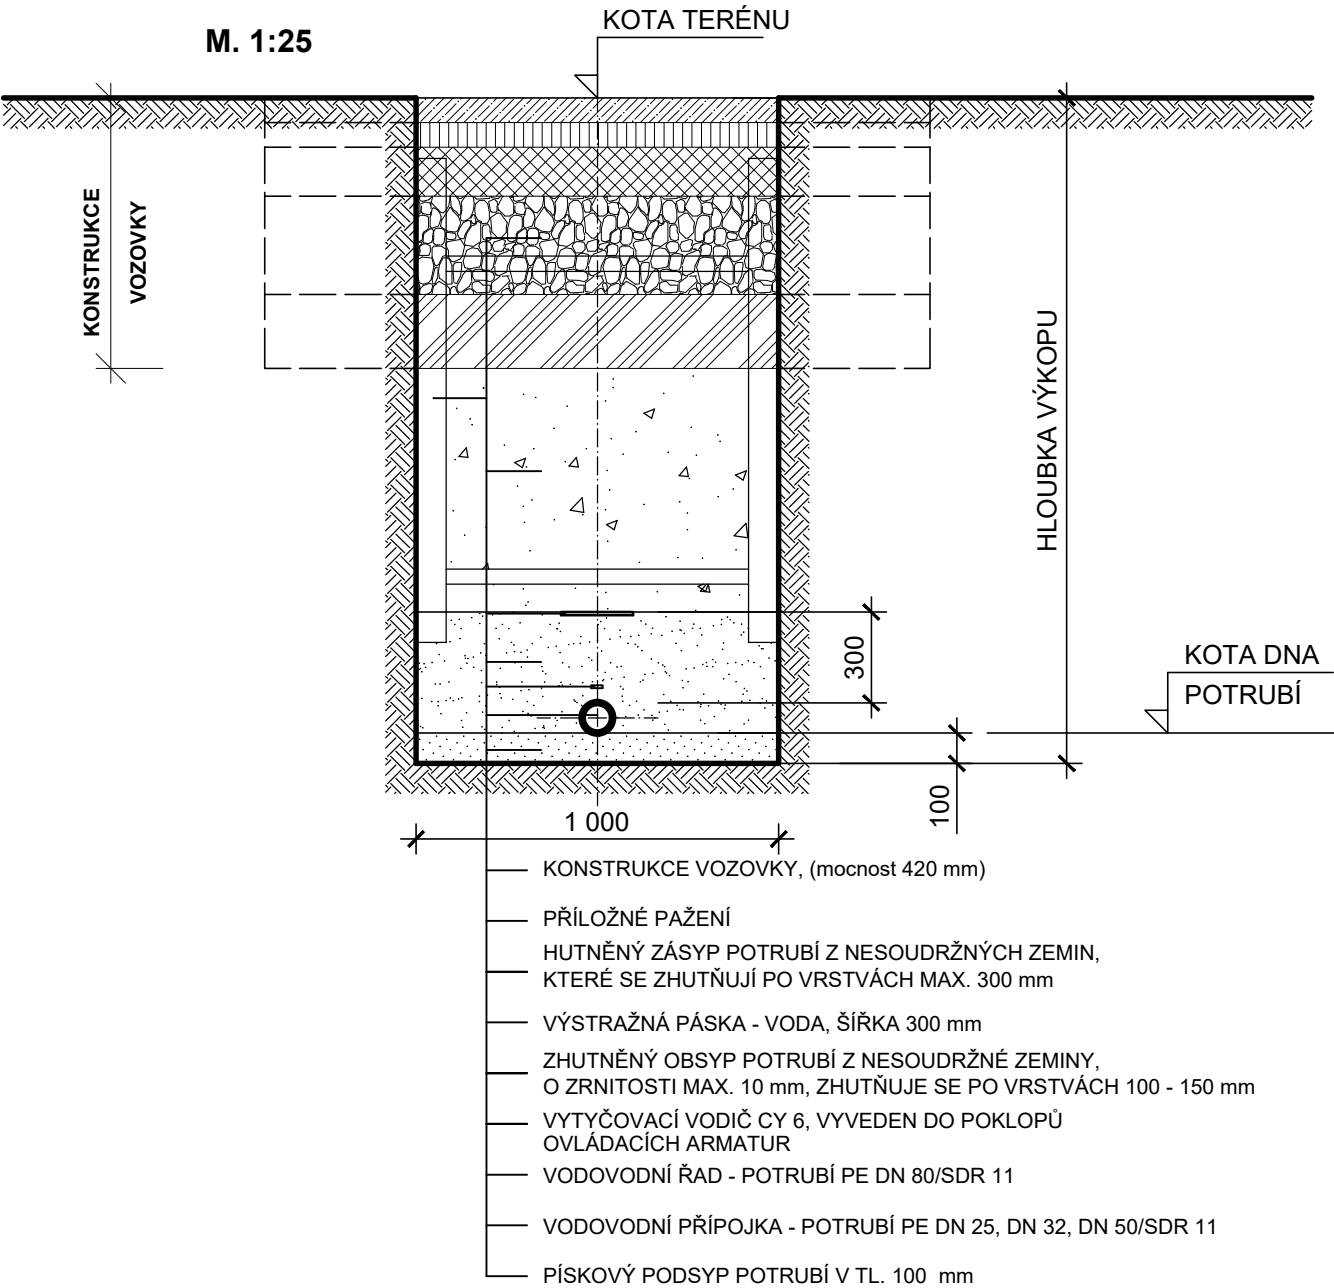 M. 1:25
KOTA TERÉNU
KONSTRUKCE
VOZOVKY
HLOUBKA VÝKOPU
300
KOTA DNA
POTRUBÍ
100
1 000
KONSTRUKCE VOZOVKY, (mocnost 420 mm)
PŘÍLOŽNÉ PAŽENÍ
HUTNĚNÝ ZÁSYP POTRUBÍ Z NESOUDRŽNÝCH ZEMIN,
KTERÉ SE ZHUTŇUJÍ PO VRSTVÁCH MAX. 300 mm
VÝSTRAŽNÁ PÁSKA - VODA, ŠÍŘKA 300 mm
ZHUTNĚNÝ OBSYP POTRUBÍ Z NESOUDRŽNÉ ZEMINY,
O ZRNITOSTI MAX. 10 mm, ZHUTŇUJE SE PO VRSTVÁCH 100 - 150 mm
VYTYČOVACÍ VODIČ CY 6, VYVEDEN DO POKLOPŮ
OVLÁDACÍCH ARMATUR
VODOVODNÍ ŘAD - POTRUBÍ PE DN 80/SDR 11
VODOVODNÍ PŘÍPOJKA - POTRUBÍ PE DN 25, DN 32, DN 50/SDR 11
PÍSKOVÝ PODSYP POTRUBÍ V TL. 100 mm